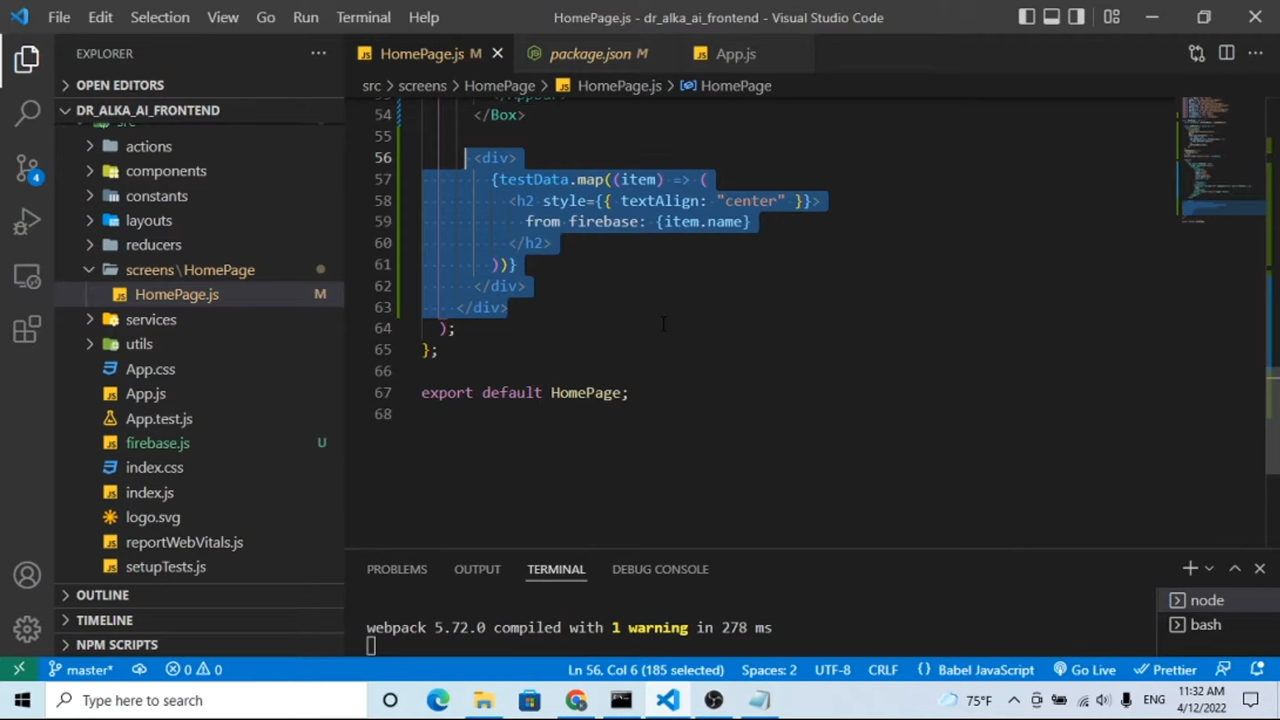 File Edit Selection View Go Run Terminal Help HomePage.js - dr_alka_ai_frontend - Visual Studio Code
EXPLORER
OPEN EDITORS
DR_ALKA_AI_FRONTEND
src
actions
components
constants
layouts
reducers
screens\HomePage
HomePage.js M
services
utils
App.css
App.js
App.test.js
firebase.js U
index.css
index.js
logo.svg
reportWebVitals.js
setupTests.js
OUTLINE
TIMELINE
NPM SCRIPTS
4
HomePage.js M package.json M App.js
src > screens > HomePage > HomePage.js > HomePage
54 </Box>
55
56 <div>
57 {testData.map((item) => (
58 <h2 style={{ textAlign: "center" }}>
59 from firebase: {item.name}
60 </h2>
61 ))}
62 </div>
63 </div>
64 );
65 };
66
67 export default HomePage;
68
PROBLEMS OUTPUT TERMINAL DEBUG CONSOLE
webpack 5.72.0 compiled with 1 warning in 278 ms
node
bash
master* 0 0 Ln 56, Col 6 (185 selected) Spaces: 2 UTF-8 CRLF {} Babel JavaScript Go Live Prettier
Type here to search 75°F ENG 11:32 AM
4/12/2022